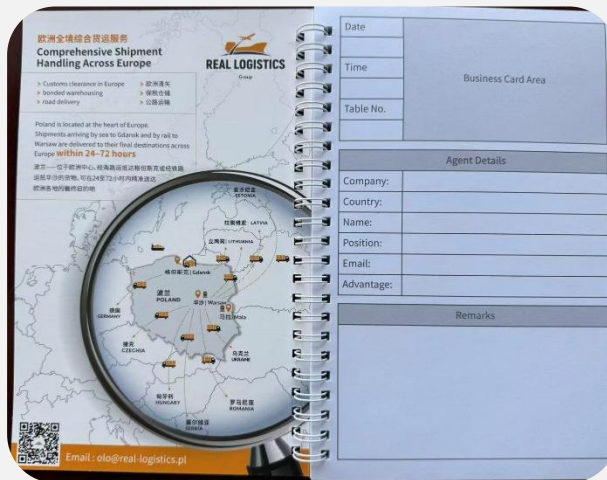 欧洲全境综合货运服务
Comprehensive Shipment
Handling Across Europe
REAL LOGISTICS
Group
> Customs clearance in Europe
> bonded warehousing
> road delivery
> 欧洲清关
> 保税仓储
> 公路运输
Poland is located at the heart of Europe.
Shipments arriving by sea to Gdansk and by rail to
Warsaw are delivered to their final destinations across
Europe within 24–72 hours
波兰——位于欧洲中心,经海路运抵达格但斯克或经铁路
运抵华沙的货物,可在24至72小时内精准送达
欧洲各地的最终目的地
ESTONIA
拉脱维亚 | LATVIA
立陶宛 | LITHUANIA
格但斯克 | Gdansk
波兰
POLAND
华沙 | Warsaw
马拉 | Mala
德国
GERMANY
捷克
CZECHIA
乌克兰
UKRAINE
匈牙利
HUNGARY
罗马尼亚
ROMANIA
塞尔维亚
Email : olo@real-logistics.pl
Date
Time
Table No.
Business Card Area
Agent Details
Company:
Country:
Name:
Position:
Email:
Advantage:
Remarks